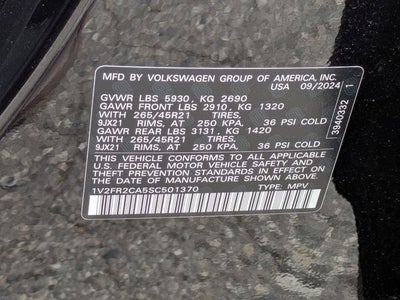 MFD BY VOLKSWAGEN GROUP OF AMERICA, INC.
USA 09/2024
GVWR LBS 5930, KG 2690
GAWR FRONT LBS 2910, KG 1320
WITH 265/45R21 TIRES.
9JX21 RIMS, AT 250 KPA, 36 PSI COLD
GAWR REAR LBS 3131, KG 1420
WITH 265/45R21 TIRES.
9JX21 RIMS, AT 250 KPA, 36 PSI COLD
THIS VEHICLE CONFORMS TO ALL APPLICABLE
U.S. FEDERAL MOTOR VEHICLE SAFETY AND
THEFT PREVENTION STANDARDS IN EFFECT ON
THE DATE OF MANUFACTURE SHOWN ABOVE.
1V2FR2CA5SC501370 TYPE: MPV
3940332 1